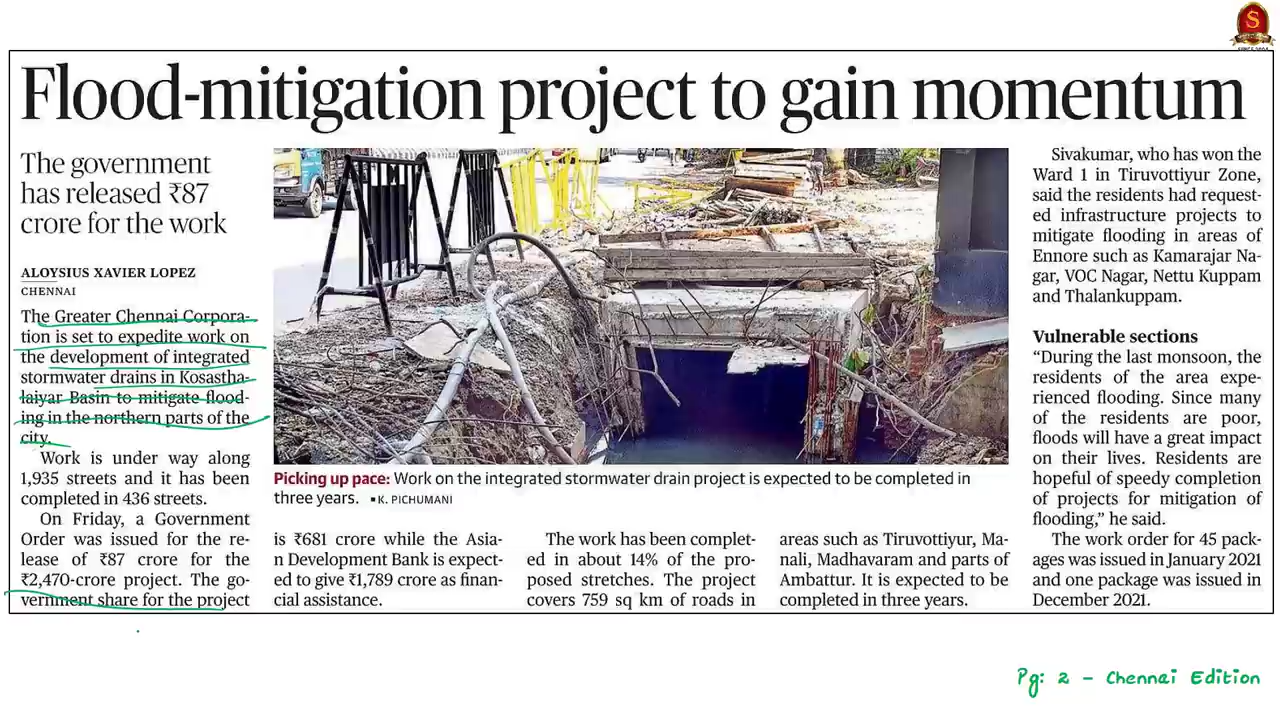 S
Flood-mitigation project to gain momentum
The government
has released ₹87
crore for the work
ALOYSIUS XAVIER LOPEZ
CHENNAI
The Greater Chennai Corpora-
tion is set to expedite work on
the development of integrated
stormwater drains in Kosastha-
laiyar Basin to mitigate flood-
ing in the northern parts of the
city.
Work is under way along
1,935 streets and it has been
completed in 436 streets.
On Friday, a Government
Order was issued for the re-
lease of ₹87 crore for the
₹2,470-crore project. The go-
vernment share for the project
Picking up pace: Work on the integrated stormwater drain project is expected to be completed in
three years. ▪ K. PICHUMANI
is ₹681 crore while the Asia-
n Development Bank is expect-
ed to give ₹1,789 crore as finan-
cial assistance.
The work has been complet-
ed in about 14% of the pro-
posed stretches. The project
covers 759 sq km of roads in
areas such as Tiruvottiyur, Ma-
nali, Madhavaram and parts of
Ambattur. It is expected to be
completed in three years.
Sivakumar, who has won the
Ward 1 in Tiruvottiyur Zone,
said the residents had request-
ed infrastructure projects to
mitigate flooding in areas of
Ennore such as Kamarajar Na-
gar, VOC Nagar, Nettu Kuppam
and Thalankuppam.
Vulnerable sections
“During the last monsoon, the
residents of the area expe-
rienced flooding. Since many
of the residents are poor,
floods will have a great impact
on their lives. Residents are
hopeful of speedy completion
of projects for mitigation of
flooding,” he said.
The work order for 45 pack-
ages was issued in January 2021
and one package was issued in
December 2021.
Pg: 2 - Chennai Edition